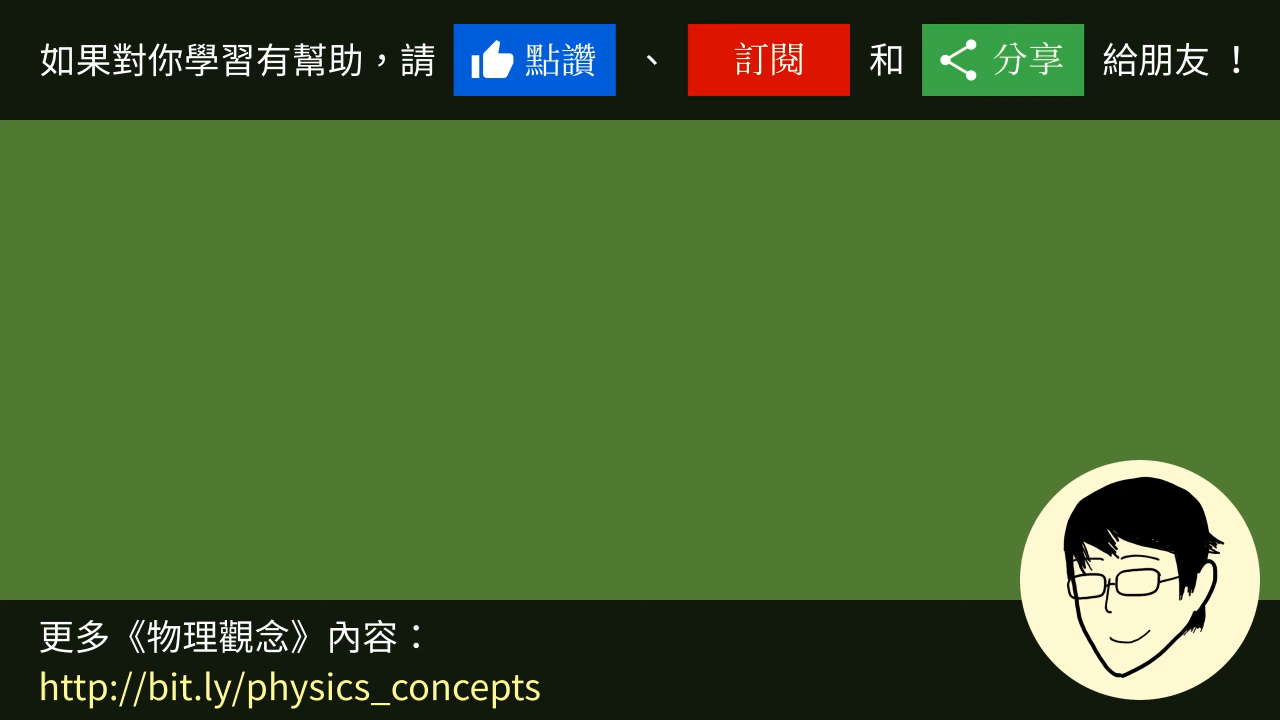 如果對你學習有幫助，請 點讚 、 訂閱 和 分享 給朋友 ！
更多《物理觀念》內容：
http://bit.ly/physics_concepts